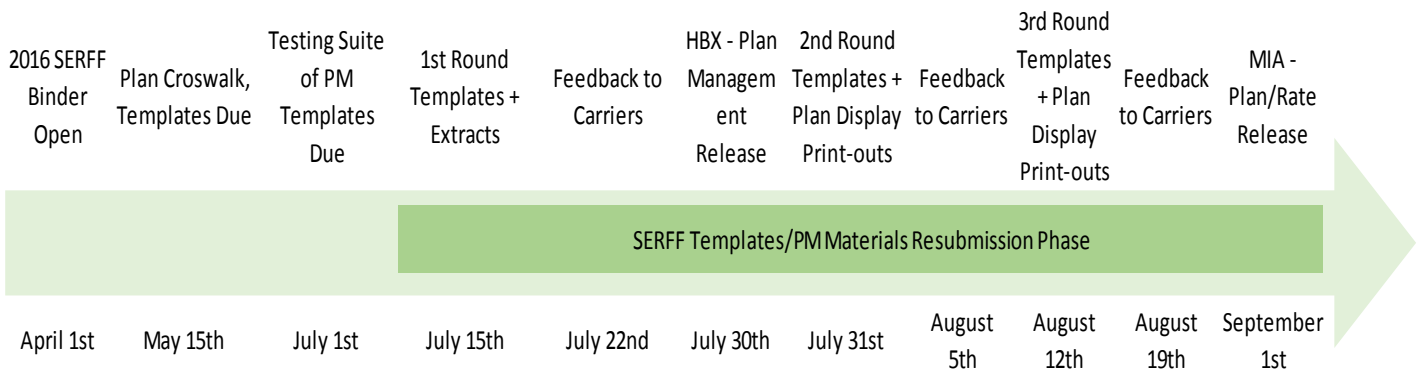 2016 SERFF
Binder
Open
Plan Croswalk,
Templates Due
Testing Suite
of PM
Templates
Due
1st Round
Templates +
Extracts
Feedback to
Carriers
HBX - Plan
Managem
ent
Release
2nd Round
Templates +
Plan Display
Print-outs
Feedback
to Carriers
3rd Round
Templates
+ Plan
Display
Print-outs
Feedback
to Carriers
MIA -
Plan/Rate
Release
SERFF Templates/PM Materials Resubmission Phase
April 1st
May 15th
July 1st
July 15th
July 22nd
July 30th
July 31st
August
5th
August
12th
August
19th
September
1st